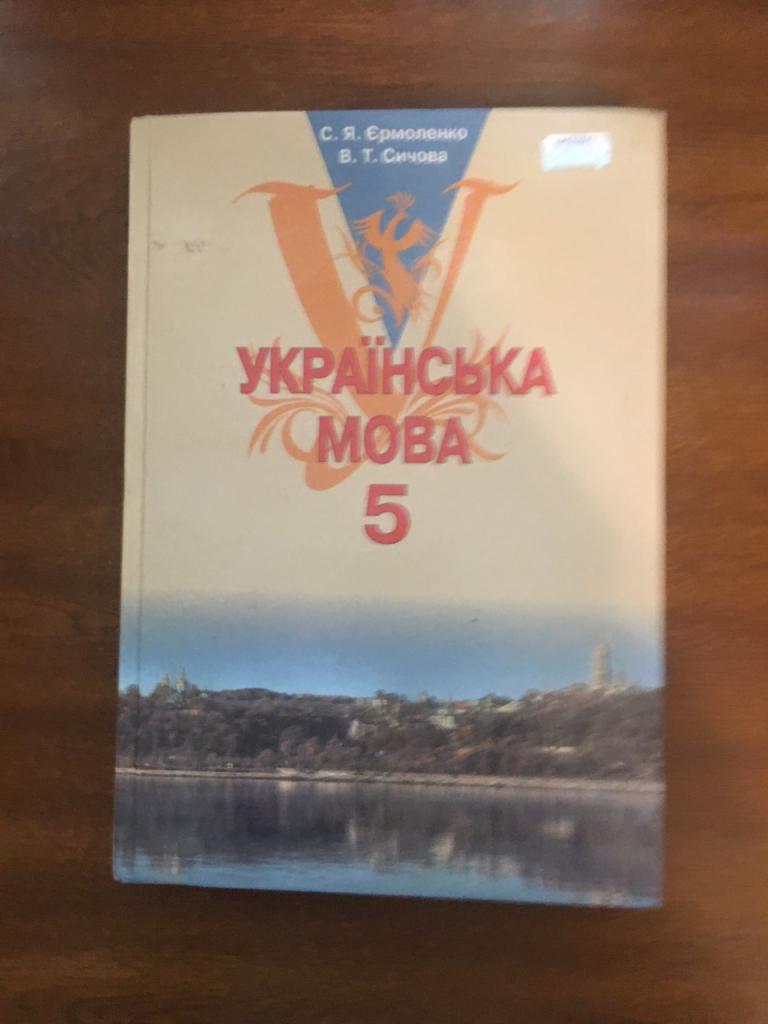 С. Я. Єрмоленко
В. Т. Сичова
V
УКРАЇНСЬКА
МОВА
5